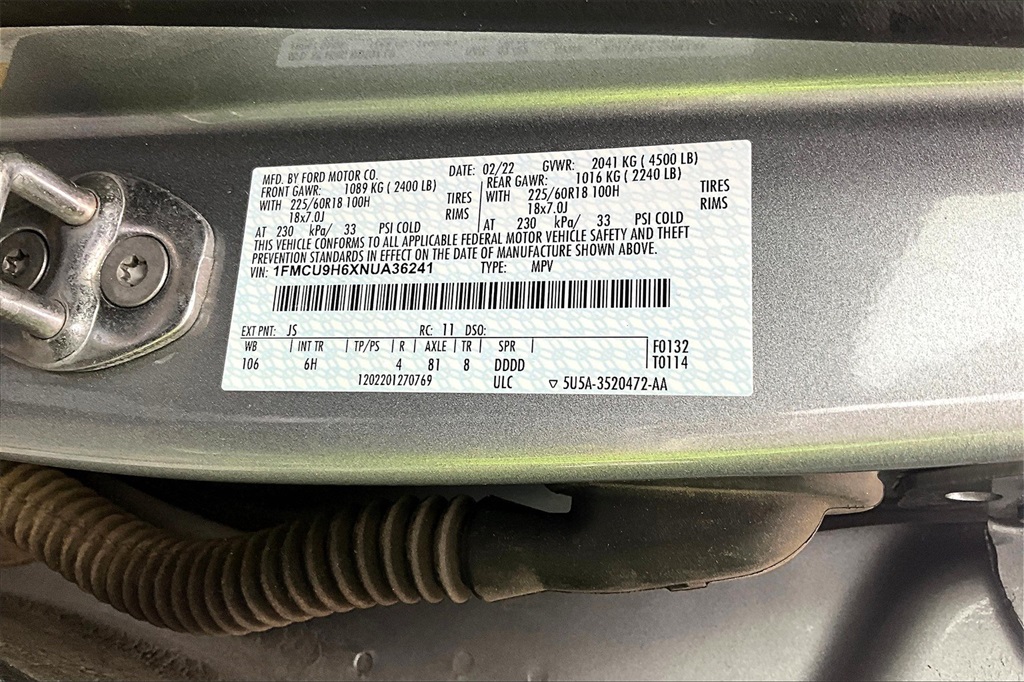 MFD. BY FORD MOTOR CO. DATE: 02/22 GVWR: 2041 KG ( 4500 LB)
FRONT GAWR: 1089 KG ( 2400 LB) REAR GAWR: 1016 KG ( 2240 LB)
WITH 225/60R18 100H TIRES WITH 225/60R18 100H TIRES
18x7.0J RIMS 18x7.0J RIMS
AT 230 kPa/ 33 PSI COLD AT 230 kPa/ 33 PSI COLD
THIS VEHICLE CONFORMS TO ALL APPLICABLE FEDERAL MOTOR VEHICLE SAFETY AND THEFT
PREVENTION STANDARDS IN EFFECT ON THE DATE OF MANUFACTURE SHOWN ABOVE.
VIN: 1FMCU9H6XNUA36241 TYPE: MPV
EXT PNT: JS RC: 11 DSO:
WB INT TR TP/PS R AXLE TR SPR F0132
106 6H 4 81 8 DDDD T0114
1202201270769 ULC ▽ 5U5A-3520472-AA